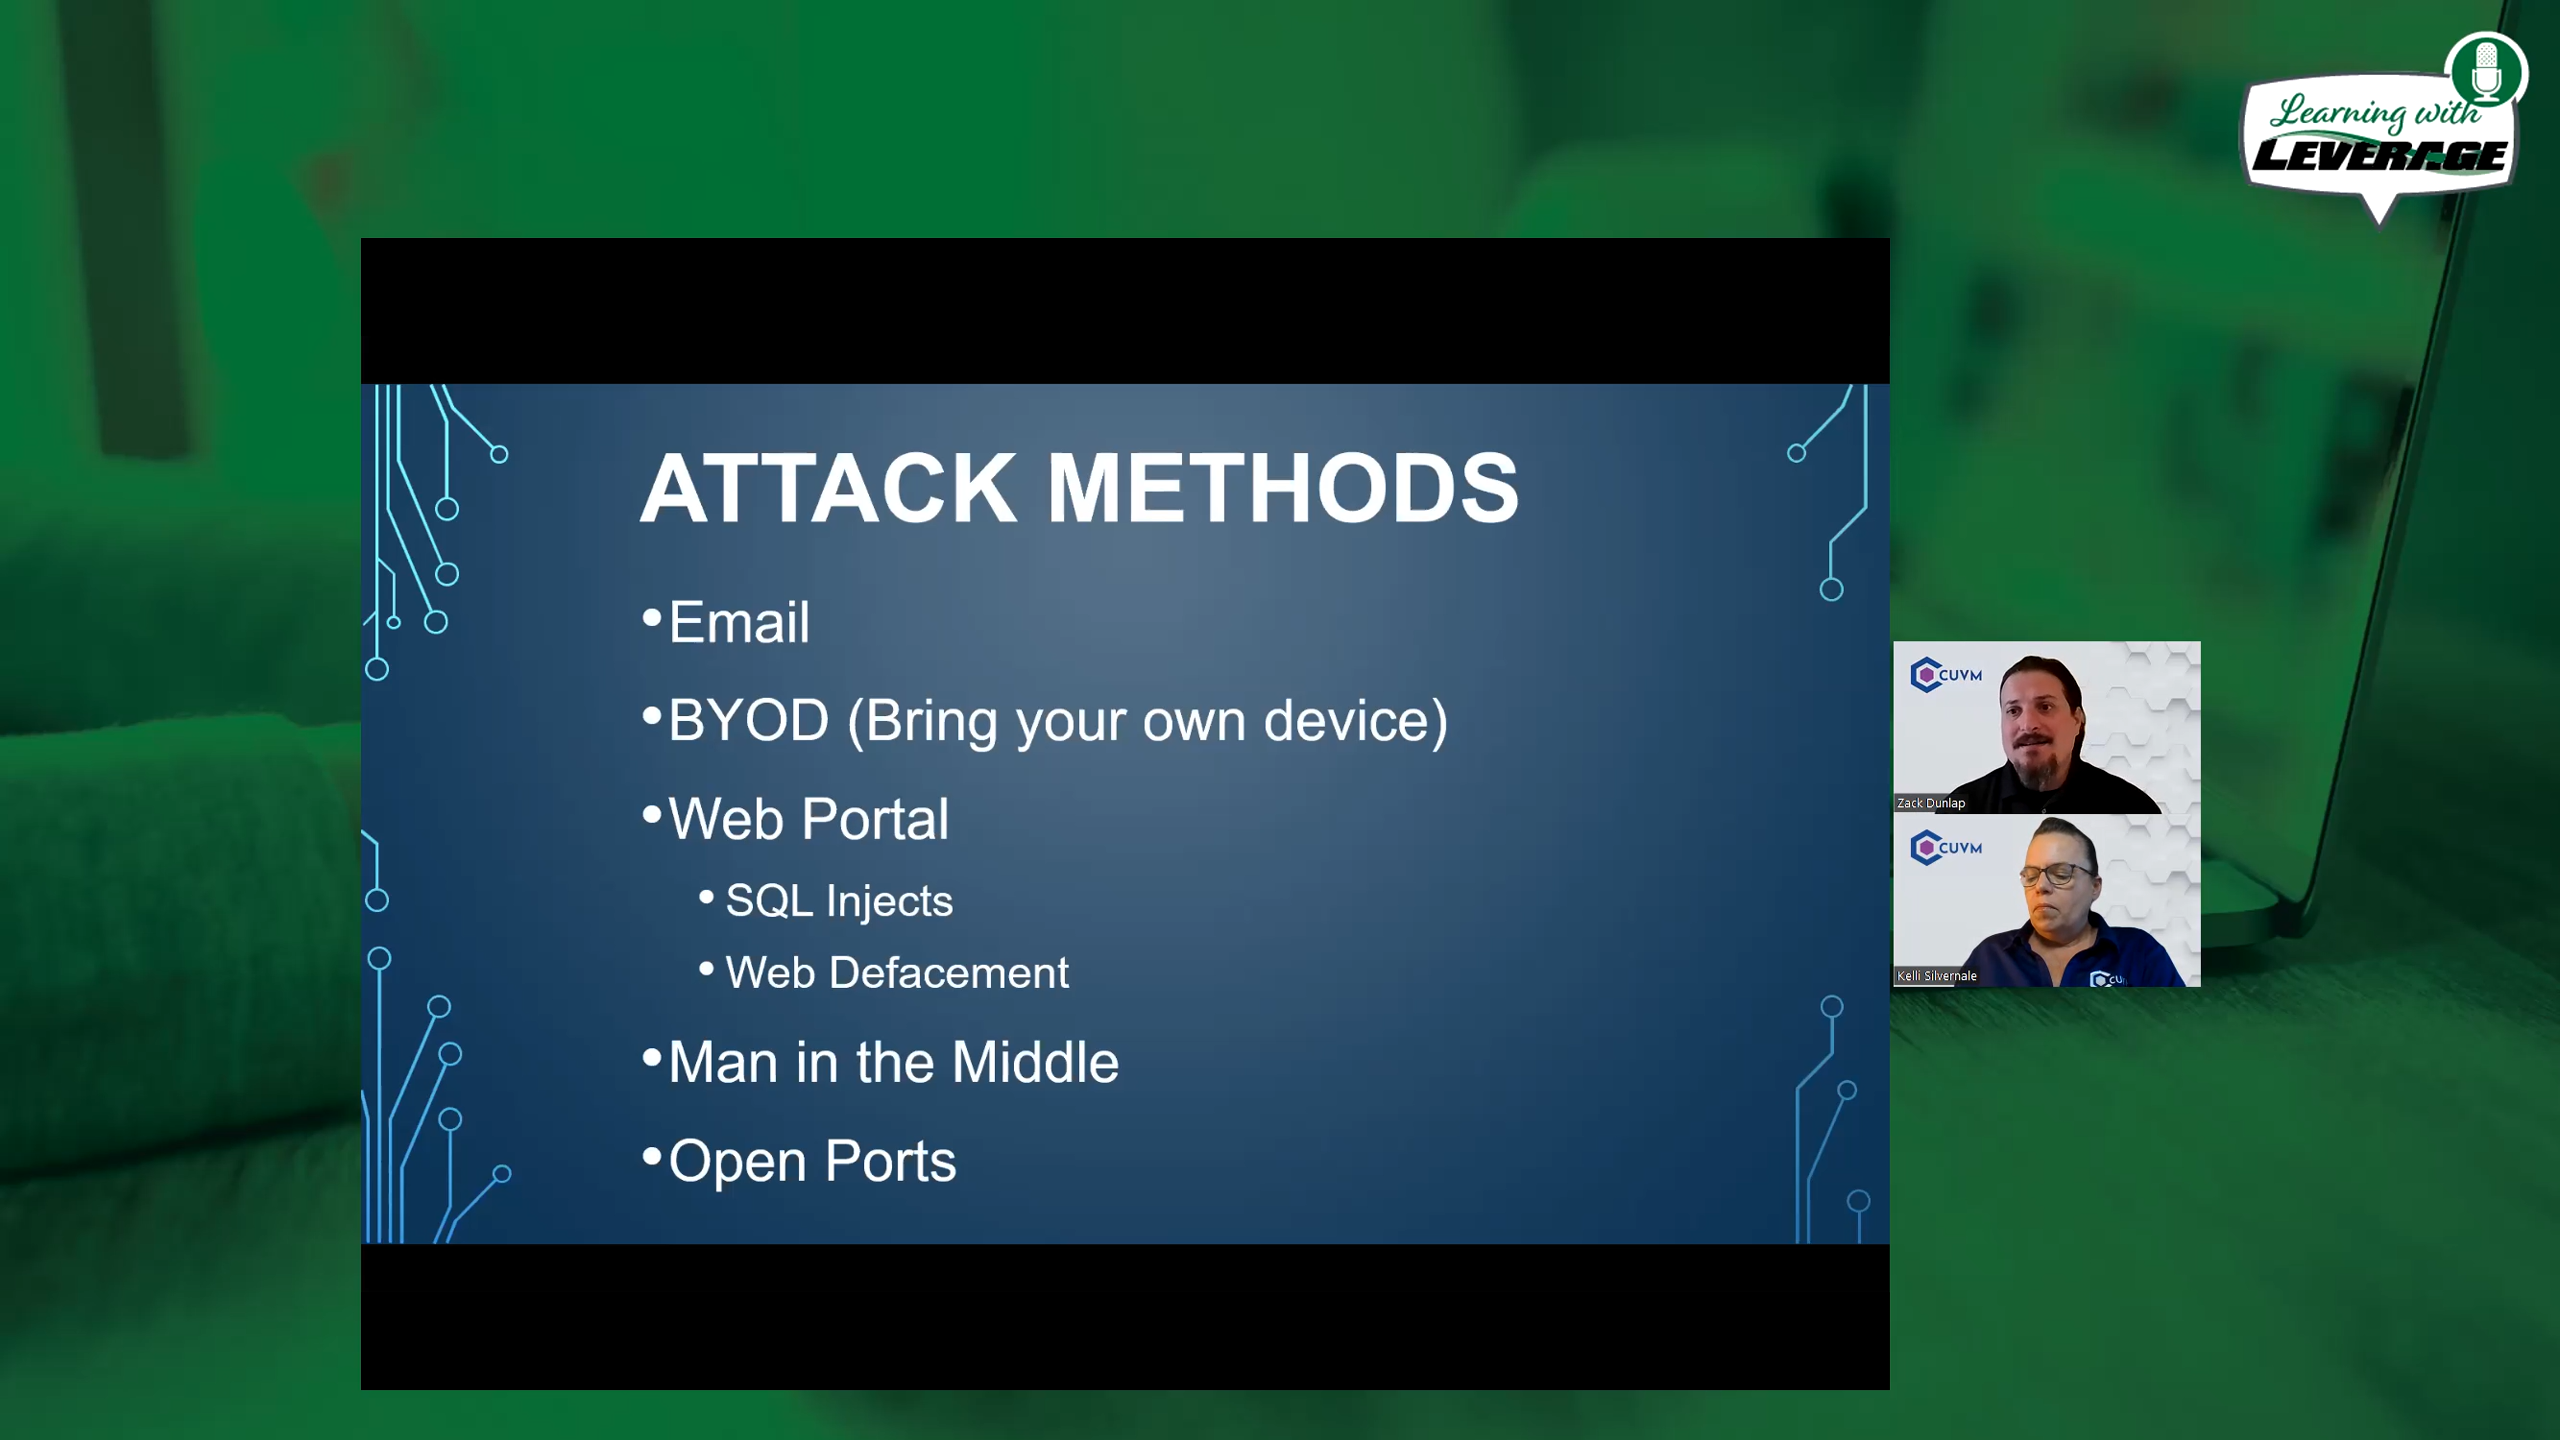 Learning with
LEVERAGE
ATTACK METHODS
•Email
•BYOD (Bring your own device)
•Web Portal
• SQL Injects
• Web Defacement
•Man in the Middle
•Open Ports
CUVM
Zack Dunlap
CUVM
Kelli Silvernale